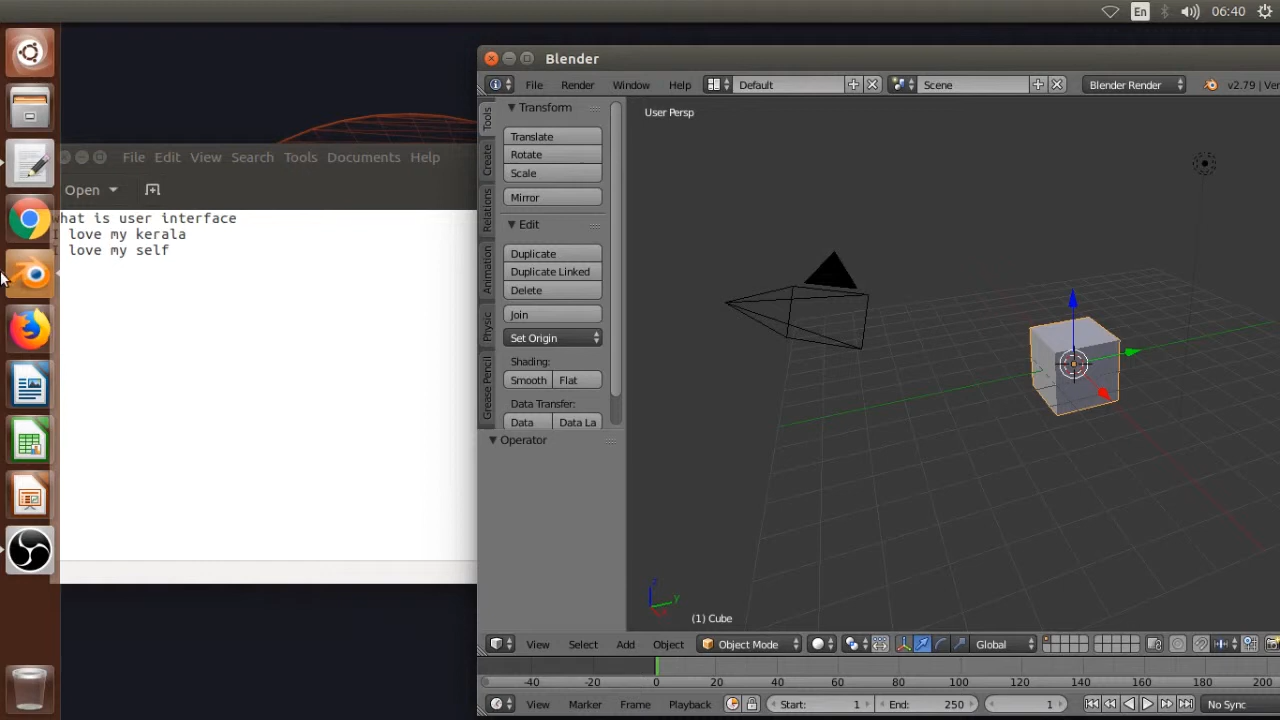 En 06:40
Blender
File Render Window Help Default Scene Blender Render v2.79 | Ver
File Edit View Search Tools Documents Help
Open
hat is user interface
I love my kerala
I love my self
Tools
Create
Relations
Animation
Physic
Grease Pencil
Transform
Translate
Rotate
Scale
Mirror
Edit
Duplicate
Duplicate Linked
Delete
Join
Set Origin
Shading:
Smooth Flat
Data Transfer:
Data Data La
Operator
User Persp
z
y
(1) Cube
View Select Add Object Object Mode Global
-40 -20 0 20 40 60 80 100 120 140 160 180 200
View Marker Frame Playback Start: 1 End: 250 1 No Sync